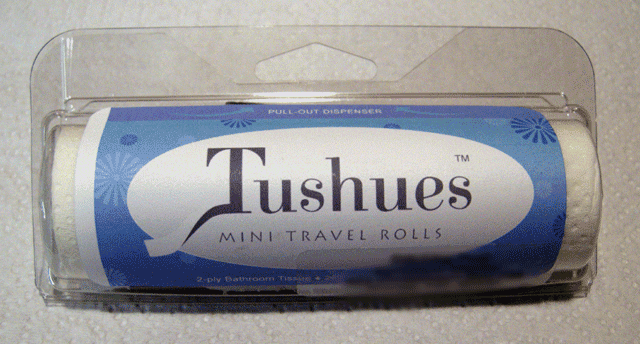 PULL-OUT DISPENSER
Tushues™
MINI TRAVEL ROLLS
2-ply Bathroom Tissue